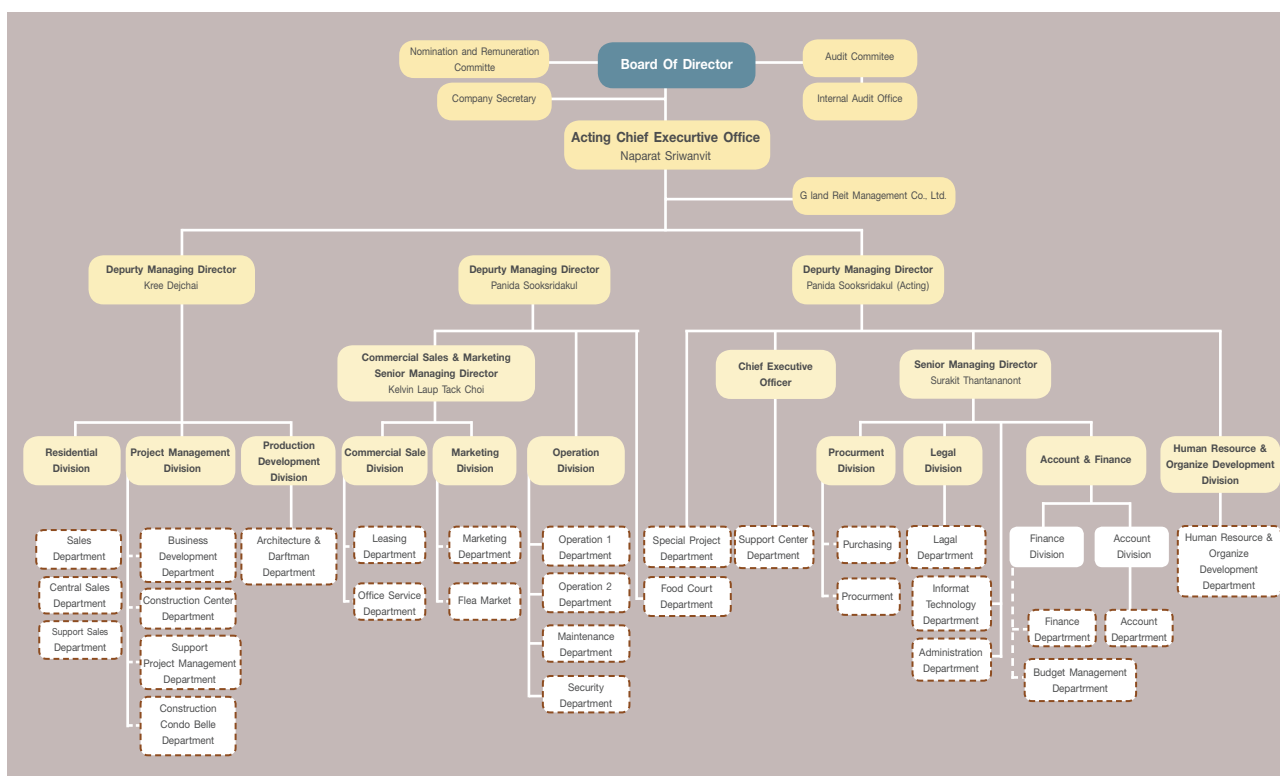 Nomination and Remuneration
Committe
Board Of Director
Audit Commitee
Company Secretary
Internal Audit Office
Acting Chief Execurtive Office
Naparat Sriwanvit
G land Reit Management Co., Ltd.
Depurty Managing Director
Kree Dejchai
Depurty Managing Director
Panida Sooksridakul
Depurty Managing Director
Panida Sooksridakul (Acting)
Commercial Sales & Marketing
Senior Managing Director
Kelvin Laup Tack Choi
Chief Executive
Officer
Senior Managing Director
Surakit Thantananont
Residential
Division
Project Management
Division
Production
Development
Division
Commercial Sale
Division
Marketing
Division
Operation
Division
Procurment
Division
Legal
Division
Account & Finance
Human Resource &
Organize Development
Division
Sales
Department
Central Sales
Department
Support Sales
Department
Business
Development
Department
Construction Center
Department
Support
Project Management
Department
Construction
Condo Belle
Department
Architecture &
Darftman
Department
Leasing
Department
Office Service
Department
Marketing
Department
Flea Market
Operation 1
Department
Operation 2
Department
Maintenance
Department
Security
Department
Special Project
Department
Food Court
Department
Support Center
Department
Purchasing
Procurment
Lagal
Department
Informat
Technology
Department
Administration
Department
Finance
Division
Account
Division
Finance
Departrment
Account
Department
Budget Management
Departrment
Human Resource &
Organize
Development
Department